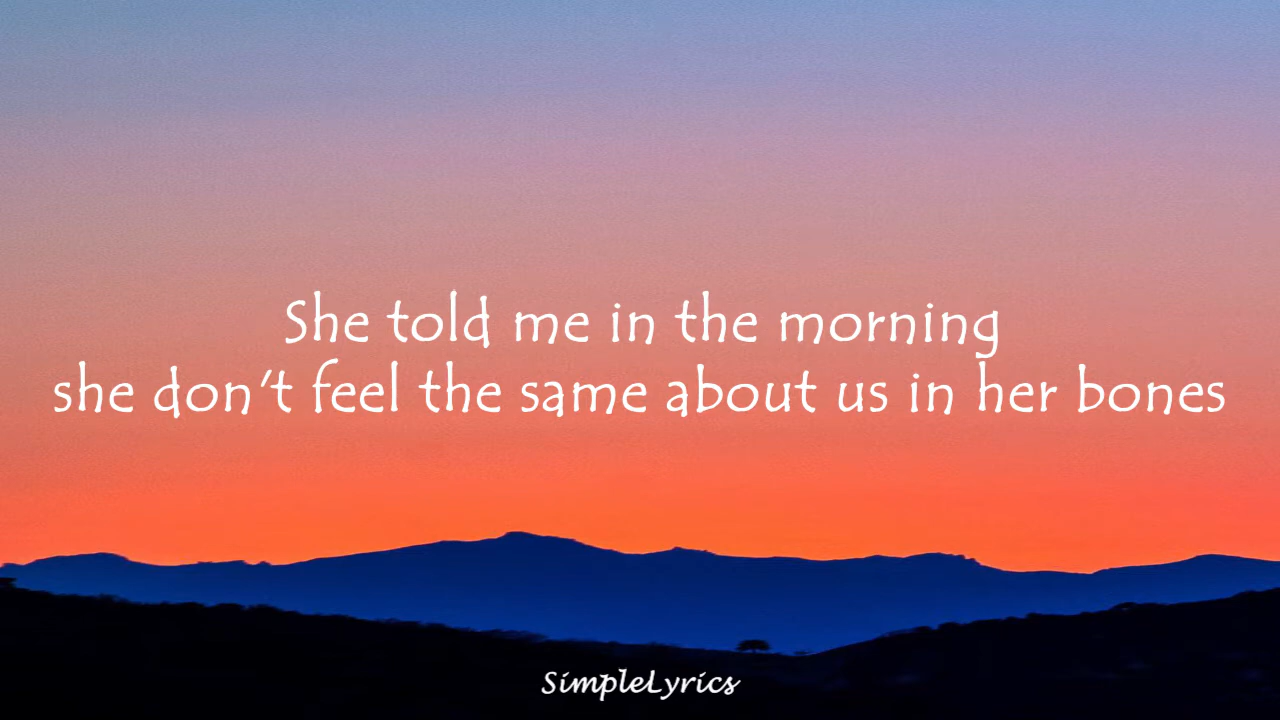 She told me in the morning
she don't feel the same about us in her bones
SimpleLyrics